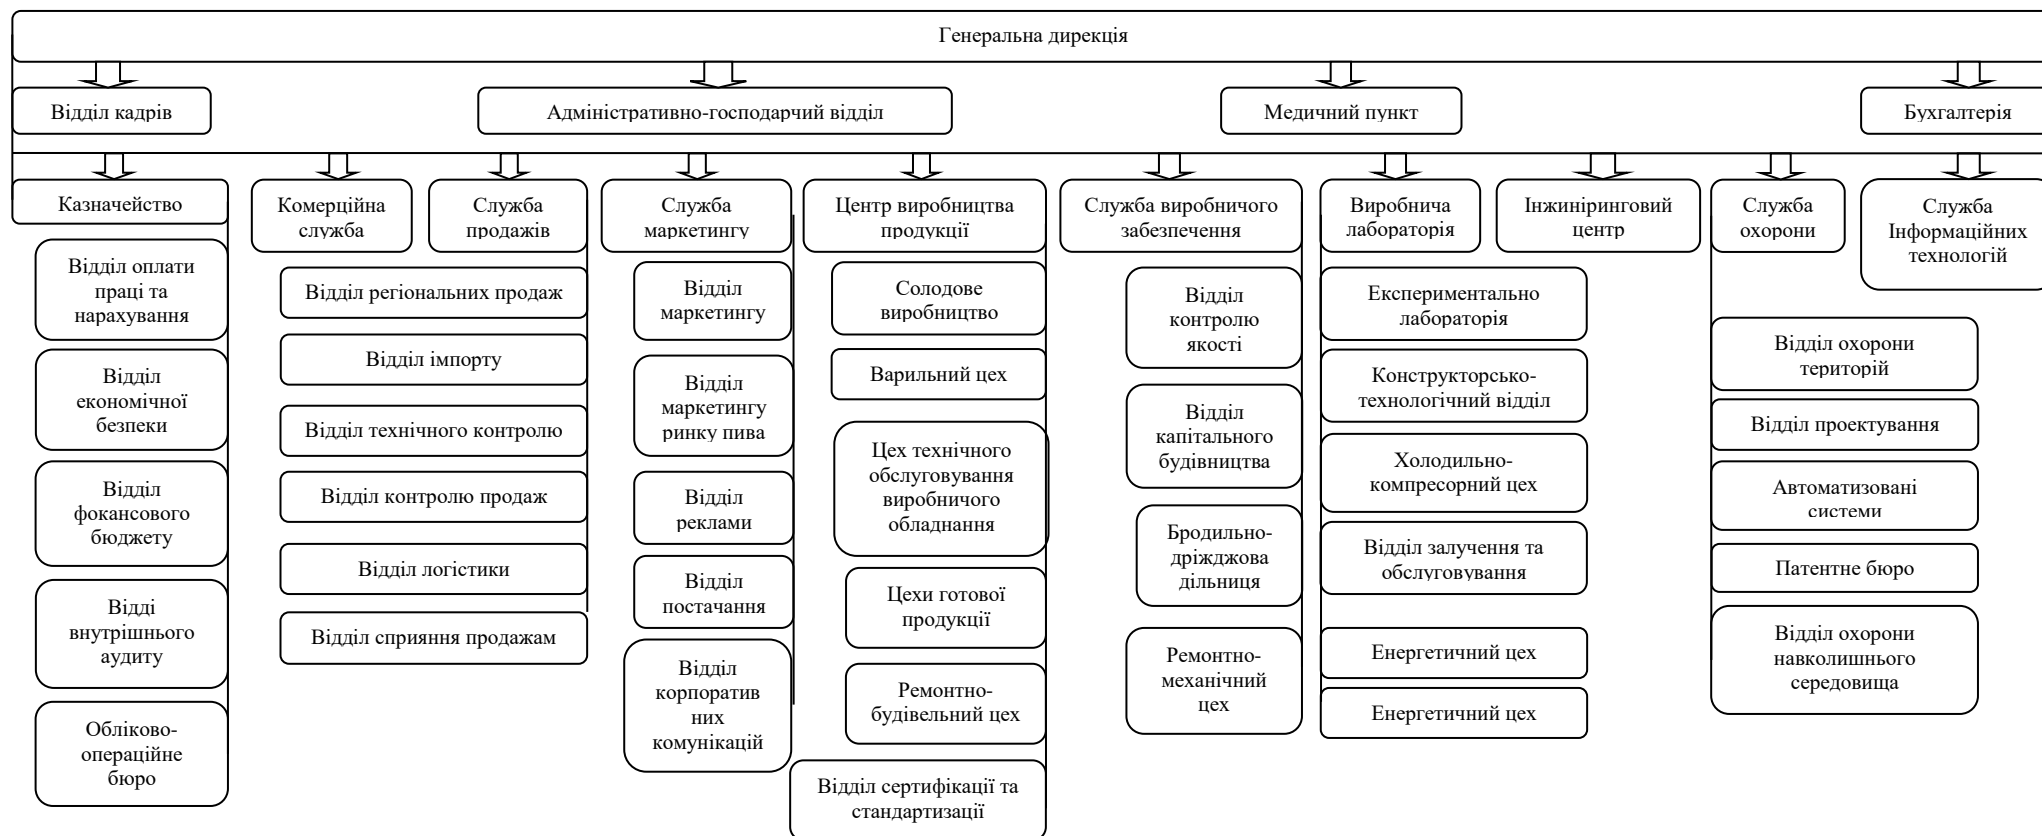 Генеральна дирекція
Відділ кадрів
Адміністративно-господарчий відділ
Медичний пункт
Бухгалтерія
Казначейство
Комерційна
служба
Служба
продажів
Служба
маркетингу
Центр виробництва
продукції
Служба виробничого
забезпечення
Виробнича
лабораторія
Інжиніринговий
центр
Служба
охорони
Служба
Інформаційних
технологій
Відділ оплати
праці та
нарахування
Відділ
економічної
безпеки
Відділ
фокансового
бюджету
Відді
внутрішнього
аудиту
Обліково-
операційне
бюро
Відділ регіональних продаж
Відділ імпорту
Відділ технічного контролю
Відділ контролю продаж
Відділ логістики
Відділ сприяння продажам
Відділ
маркетингу
Відділ
маркетингу
ринку пива
Відділ
реклами
Відділ
постачання
Відділ
корпоратив
них
комунікацій
Солодове
виробництво
Варильний цех
Цех технічного
обслуговування
виробничого
обладнання
Цехи готової
продукції
Ремонтно-
будівельний цех
Відділ сертифікації та
стандартизації
Відділ
контролю
якості
Відділ
капітального
будівництва
Бродильно-
дріжджова
дільниця
Ремонтно-
механічний
цех
Експериментально
лабораторія
Конструкторсько-
технологічний відділ
Холодильно-
компресорний цех
Відділ залучення та
обслуговування
Енергетичний цех
Енергетичний цех
Відділ охорони
територій
Відділ проектування
Автоматизовані
системи
Патентне бюро
Відділ охорони
навколишнього
середовища